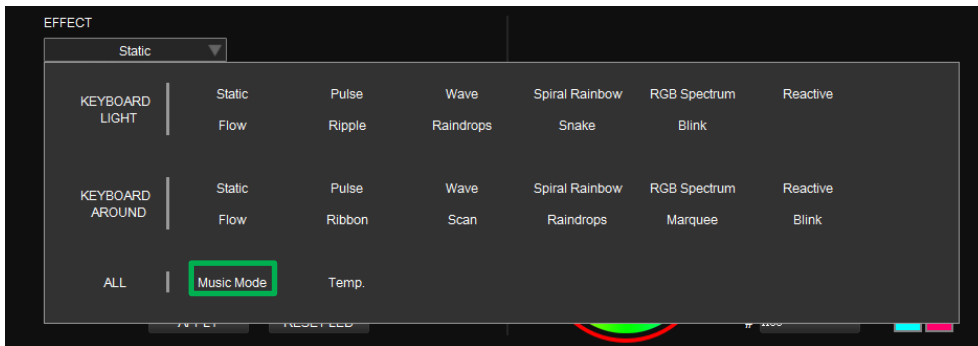 EFFECT
Static
KEYBOARD LIGHT
Static Pulse Wave Spiral Rainbow RGB Spectrum Reactive
Flow Ripple Raindrops Snake Blink
KEYBOARD AROUND
Static Pulse Wave Spiral Rainbow RGB Spectrum Reactive
Flow Ribbon Scan Raindrops Marquee Blink
ALL
Music Mode Temp.
#